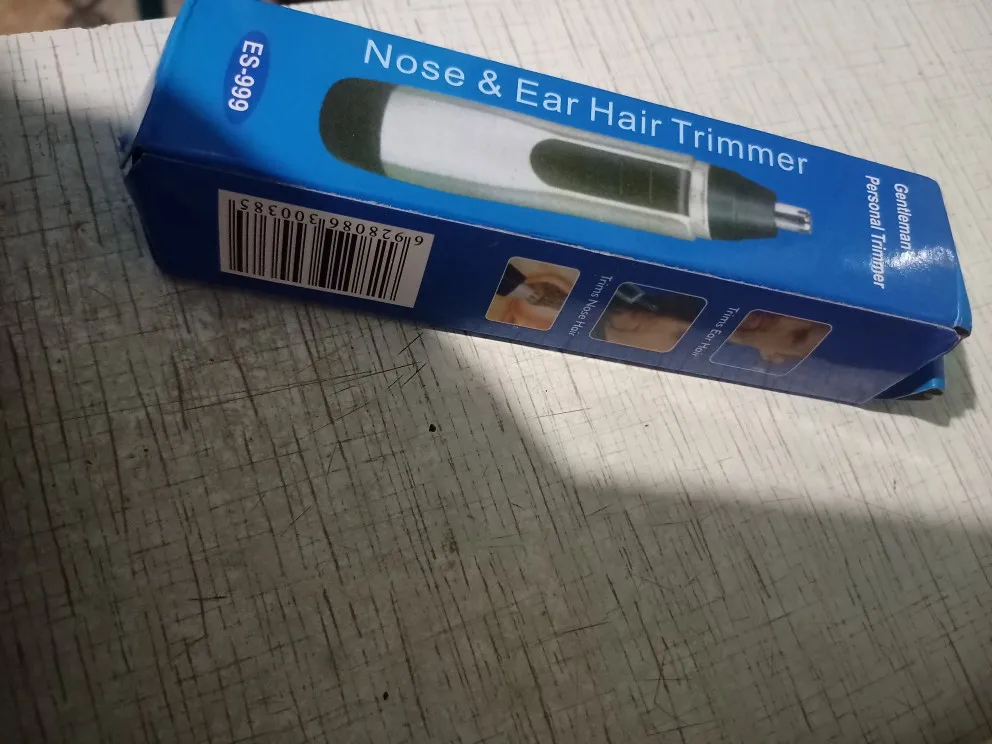 ES-999
Nose & Ear Hair Trimmer
Gentleman
Personal Trimmer
6928086300385
Trims Nose Hair
Trims Ear Hair